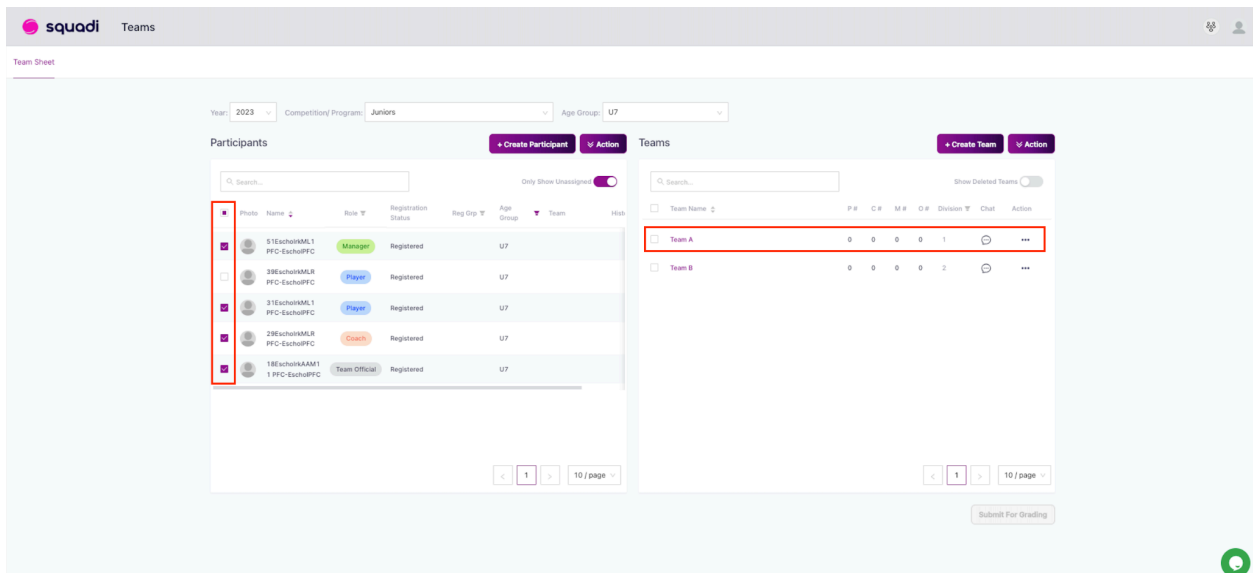 squadi Teams
Team Sheet
Year: 2023 Competition/ Program: Juniors Age Group: U7
Participants + Create Participant Action
Search... Only Show Unassigned
Photo Name Role Registration Status Reg Grp Age Group Team Hist
51EscholrkML1 PFC-EscholPFC Manager Registered U7
39EscholrkMLR PFC-EscholPFC Player Registered U7
31EscholrkML1 PFC-EscholPFC Player Registered U7
29EscholrkMLR PFC-EscholPFC Coach Registered U7
18EscholrkAAM1 1 PFC-EscholPFC Team Official Registered U7
< 1 > 10 / page
Teams + Create Team Action
Search... Show Deleted Teams
Team Name P # C # M # O # Division Chat Action
Team A 0 0 0 0 1 •••
Team B 0 0 0 0 2 •••
< 1 > 10 / page
Submit For Grading